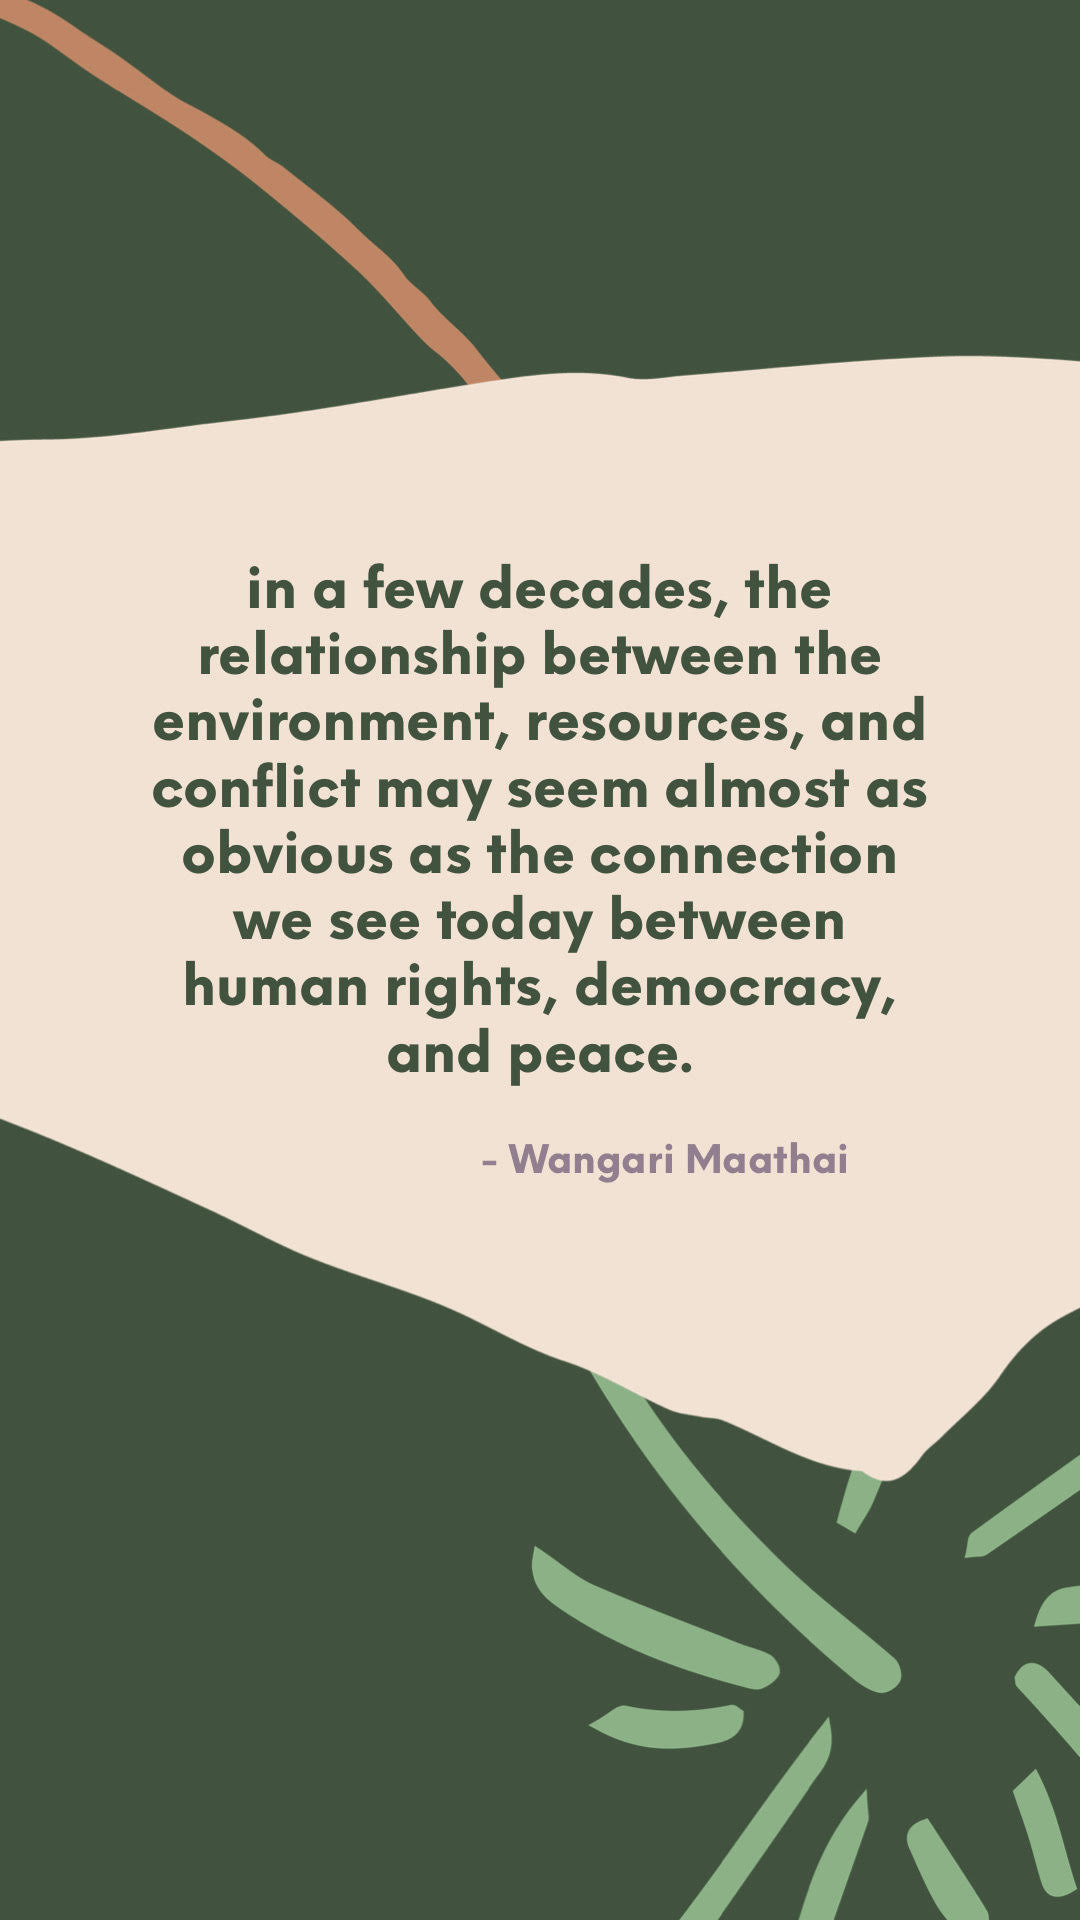 in a few decades, the
relationship between the
environment, resources, and
conflict may seem almost as
obvious as the connection
we see today between
human rights, democracy,
and peace.
- Wangari Maathai